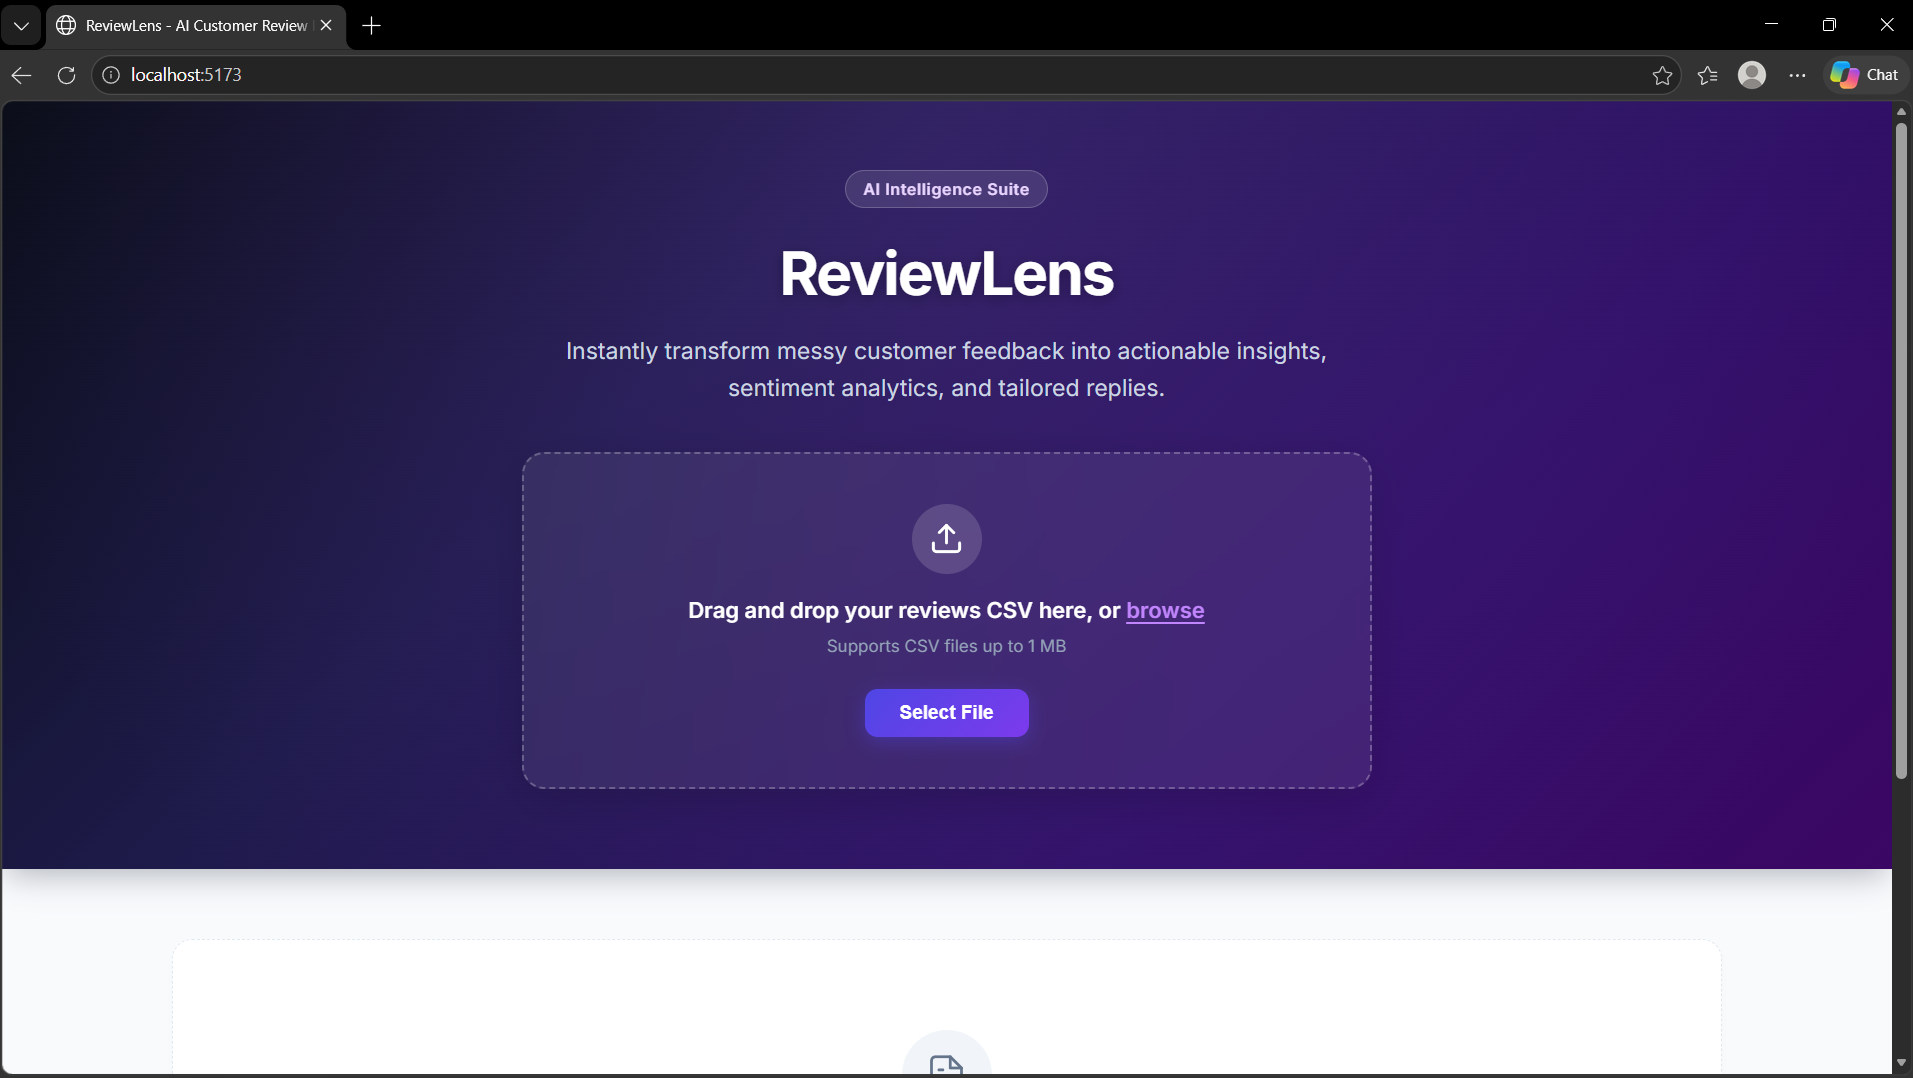 ReviewLens - AI Customer Review
localhost:5173
Chat
AI Intelligence Suite
ReviewLens
Instantly transform messy customer feedback into actionable insights,
sentiment analytics, and tailored replies.
Drag and drop your reviews CSV here, or browse
Supports CSV files up to 1 MB
Select File